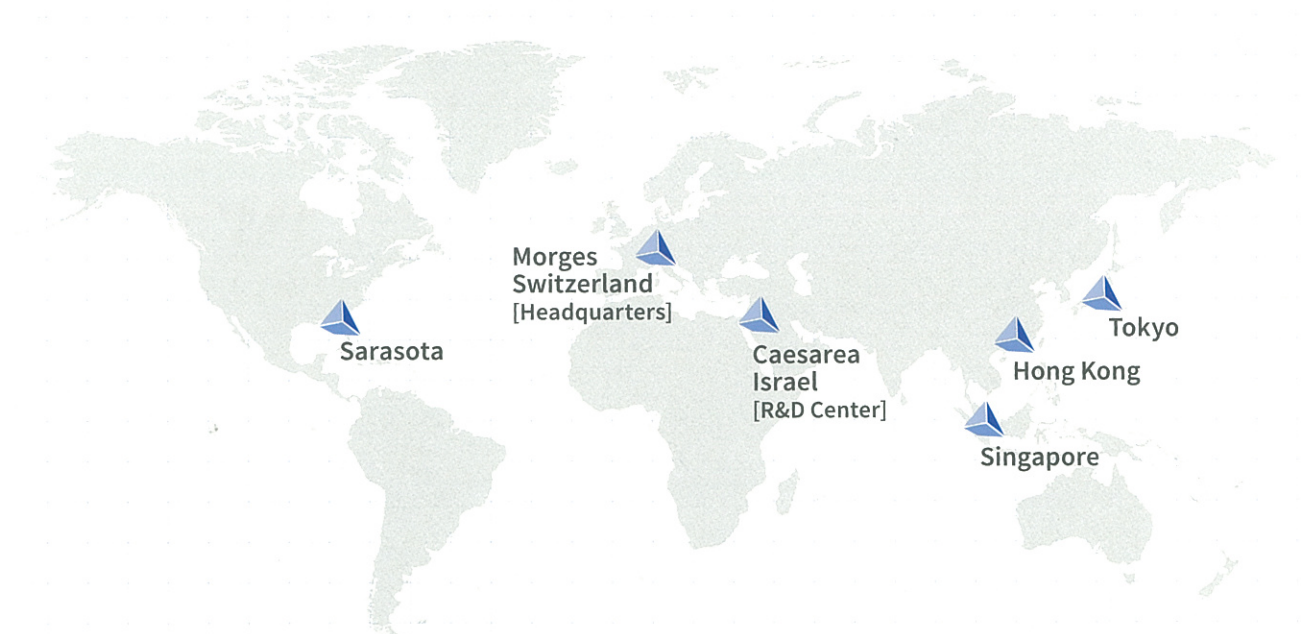 Morges
Switzerland
[Headquarters]
Sarasota
Caesarea
Israel
[R&D Center]
Tokyo
Hong Kong
Singapore